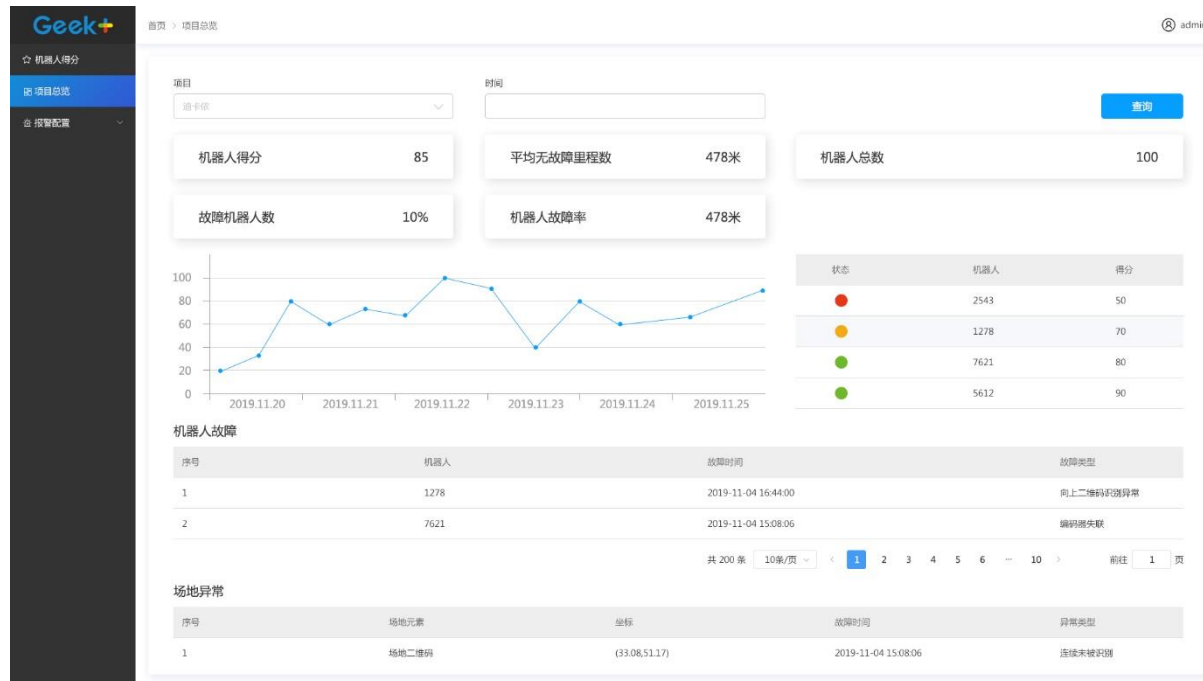 Geek+
首页 > 项目总览
admin
机器人得分
项目总览
报警配置
项目
时间
迪卡侬
查询
机器人得分 85
平均无故障里程数 478米
机器人总数 100
故障机器人数 10%
机器人故障率 478米
100
80
60
40
20
0
2019.11.20 2019.11.21 2019.11.22 2019.11.23 2019.11.24 2019.11.25
状态 机器人 得分
2543 50
1278 70
7621 80
5612 90
机器人故障
序号 机器人 故障时间 故障类型
1 1278 2019-11-04 16:44:00 向上二维码识别异常
2 7621 2019-11-04 15:08:06 编码器失联
共 200 条 10条/页 < 1 2 3 4 5 6 ··· 10 > 前往 1 页
场地异常
序号 场地元素 坐标 故障时间 异常类型
1 场地二维码 (33.08,51.17) 2019-11-04 15:08:06 连续未被识别